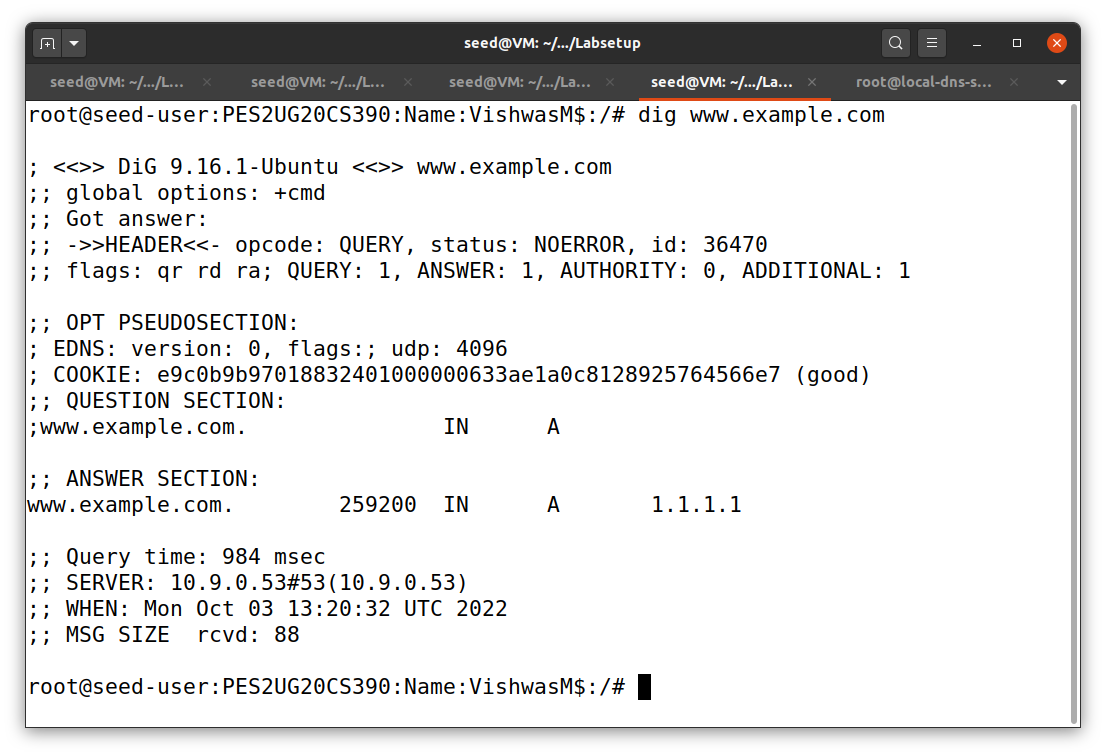 seed@VM: ~/.../Labsetup
seed@VM: ~/.../L... seed@VM: ~/.../L... seed@VM: ~/.../La... seed@VM: ~/.../La... root@local-dns-s...
root@seed-user:PES2UG20CS390:Name:VishwasM$:/# dig www.example.com
; <<>> DiG 9.16.1-Ubuntu <<>> www.example.com
;; global options: +cmd
;; Got answer:
;; ->>HEADER<<- opcode: QUERY, status: NOERROR, id: 36470
;; flags: qr rd ra; QUERY: 1, ANSWER: 1, AUTHORITY: 0, ADDITIONAL: 1
;; OPT PSEUDOSECTION:
; EDNS: version: 0, flags:; udp: 4096
; COOKIE: e9c0b9b97018832401000000633ae1a0c8128925764566e7 (good)
;; QUESTION SECTION:
;www.example.com. IN A
;; ANSWER SECTION:
www.example.com. 259200 IN A 1.1.1.1
;; Query time: 984 msec
;; SERVER: 10.9.0.53#53(10.9.0.53)
;; WHEN: Mon Oct 03 13:20:32 UTC 2022
;; MSG SIZE rcvd: 88
root@seed-user:PES2UG20CS390:Name:VishwasM$:/#